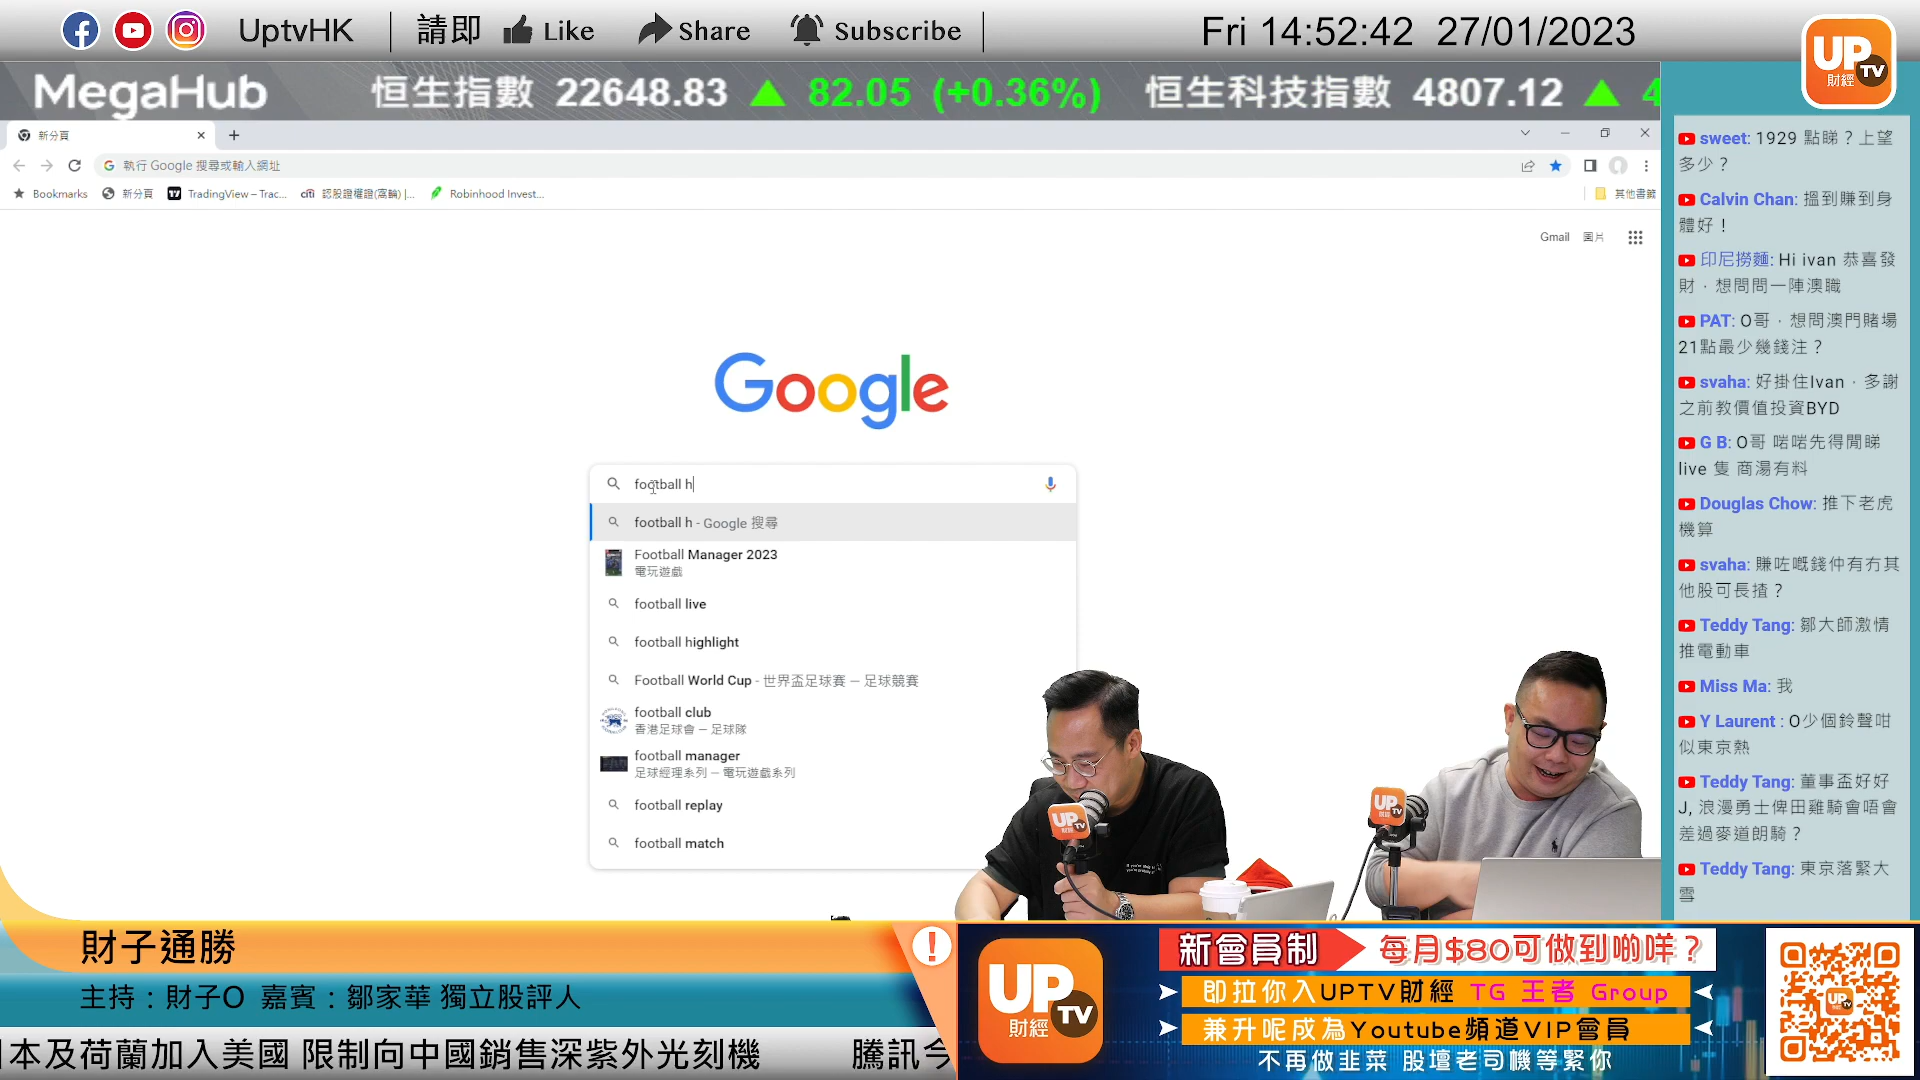 UptvHK
請即 Like Share Subscribe
Fri 14:52:42 27/01/2023
UP TV 財經
MegaHub
恒生指數 22648.83 ▲ 82.05 (+0.36%) 恒生科技指數 4807.12 ▲ 4
新分頁
執行 Google 搜尋或輸入網址
Bookmarks 新分頁 TradingView – Trac... citi 認股證權證(窩輪) |... Robinhood Invest... 其他書籤
Gmail 圖片
Google
football h
football h - Google 搜尋
Football Manager 2023
電玩遊戲
football live
football highlight
Football World Cup - 世界盃足球賽 — 足球競賽
football club
香港足球會 — 足球隊
football manager
足球經理系列 — 電玩遊戲系列
football replay
football match
sweet: 1929 點睇？上望
多少？
Calvin Chan: 搵到賺到身
體好！
印尼撈麵: Hi ivan 恭喜發
財，想問問一陣澳職
PAT: O哥，想問澳門賭場
21點最少幾錢注？
svaha: 好掛住Ivan，多謝
之前教價值投資BYD
G B: O哥 啱啱先得閒睇
live 隻 商湯有料
Douglas Chow: 推下老虎
機算
svaha: 賺咗嘅錢仲有冇其
他股可長揸？
Teddy Tang: 鄒大師激情
推電動車
Miss Ma: 我
Y Laurent : O少個鈴聲咁
似東京熱
Teddy Tang: 董事盃好好
J, 浪漫勇士俾田雞騎會唔會
差過麥道朗騎？
Teddy Tang: 東京落緊大
雪
UP TV
UP TV
財子通勝
主持：財子O 嘉賓：鄒家華 獨立股評人
日本及荷蘭加入美國 限制向中國銷售深紫外光刻機 騰訊今
UP TV 財經
新會員制 每月$80可做到啲咩？
即拉你入UPTV財經 TG 王者 Group
兼升呢成為Youtube頻道VIP會員
不再做韭菜 股壇老司機等緊你
UP TV